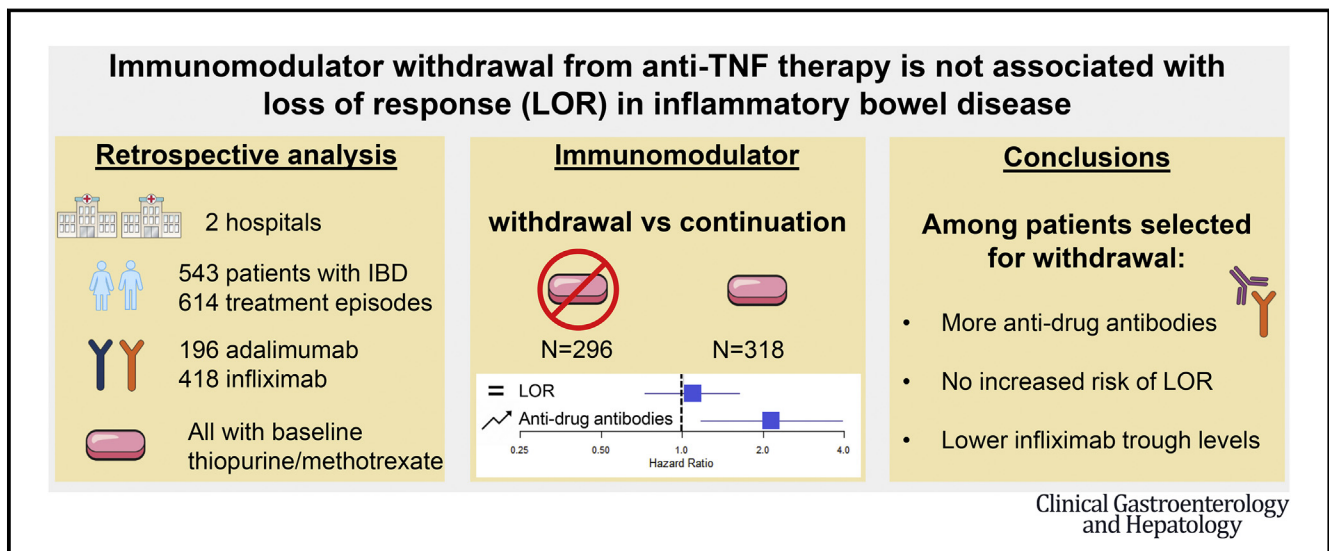 Immunomodulator withdrawal from anti-TNF therapy is not associated with
loss of response (LOR) in inflammatory bowel disease
Retrospective analysis
2 hospitals
543 patients with IBD
614 treatment episodes
196 adalimumab
418 infliximab
All with baseline
thiopurine/methotrexate
Immunomodulator
withdrawal vs continuation
N=296
N=318
= LOR
Anti-drug antibodies
0.25 0.50 1.0 2.0 4.0
Hazard Ratio
Conclusions
Among patients selected
for withdrawal:
• More anti-drug antibodies
• No increased risk of LOR
• Lower infliximab trough levels
Clinical Gastroenterology
and Hepatology